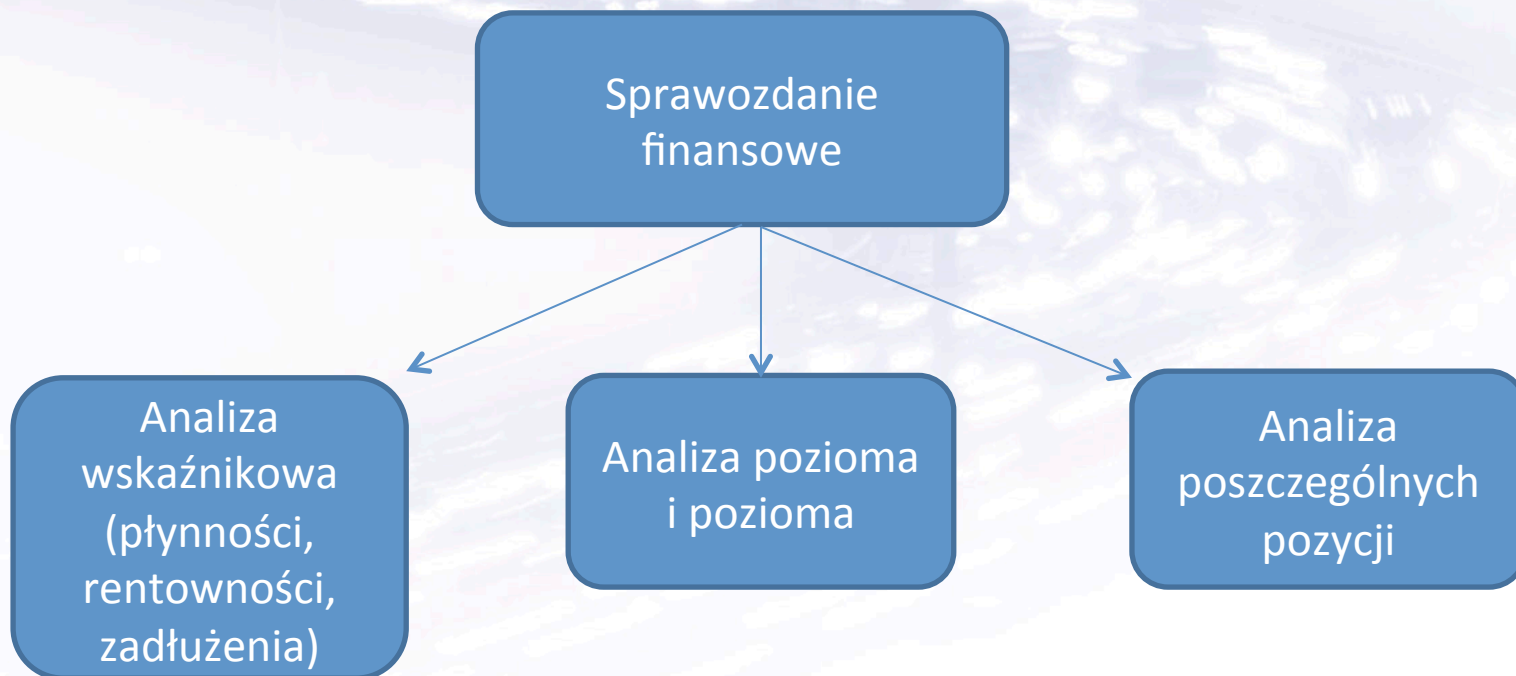 Sprawozdanie
finansowe
Analiza
wskaźnikowa
(płynności,
rentowności,
zadłużenia)
Analiza pozioma
i pozioma
Analiza
poszczególnych
pozycji